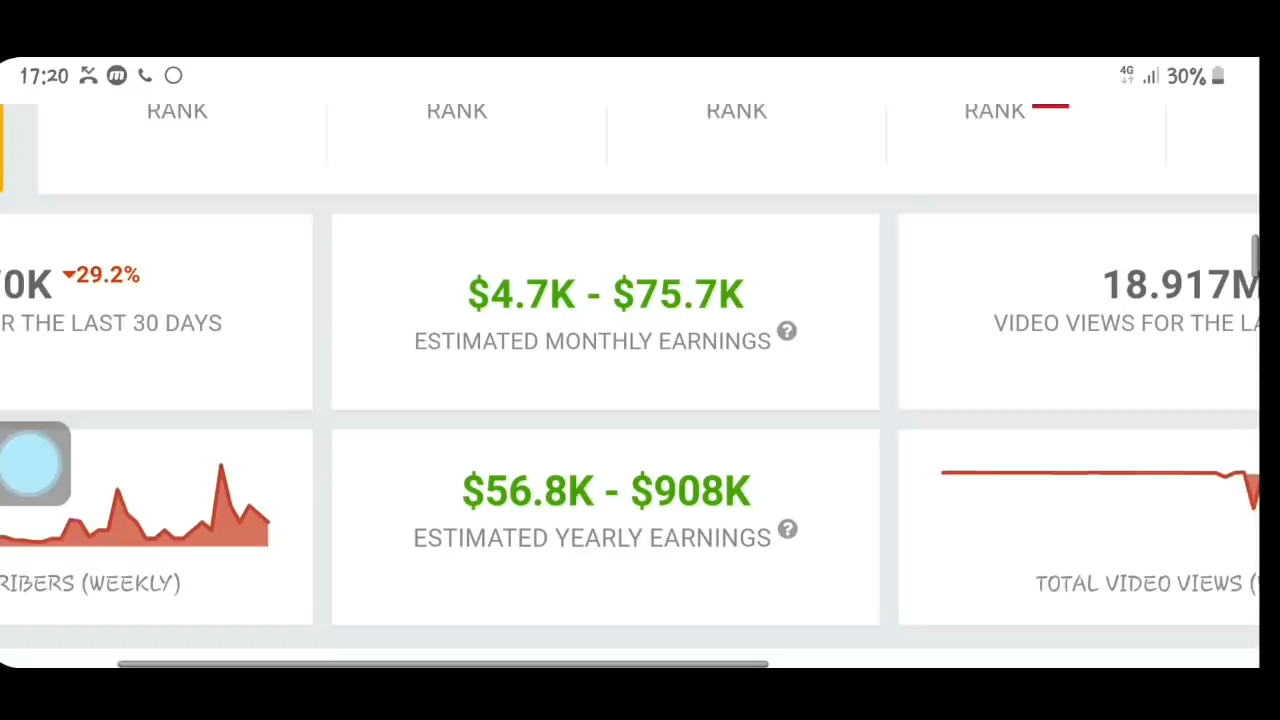 17:20 4G 30%
RANK RANK RANK RANK
0K 29.2%
R THE LAST 30 DAYS
$4.7K - $75.7K
ESTIMATED MONTHLY EARNINGS ?
18.917M
VIDEO VIEWS FOR THE LA
RIBERS (WEEKLY)
$56.8K - $908K
ESTIMATED YEARLY EARNINGS ?
TOTAL VIDEO VIEWS (